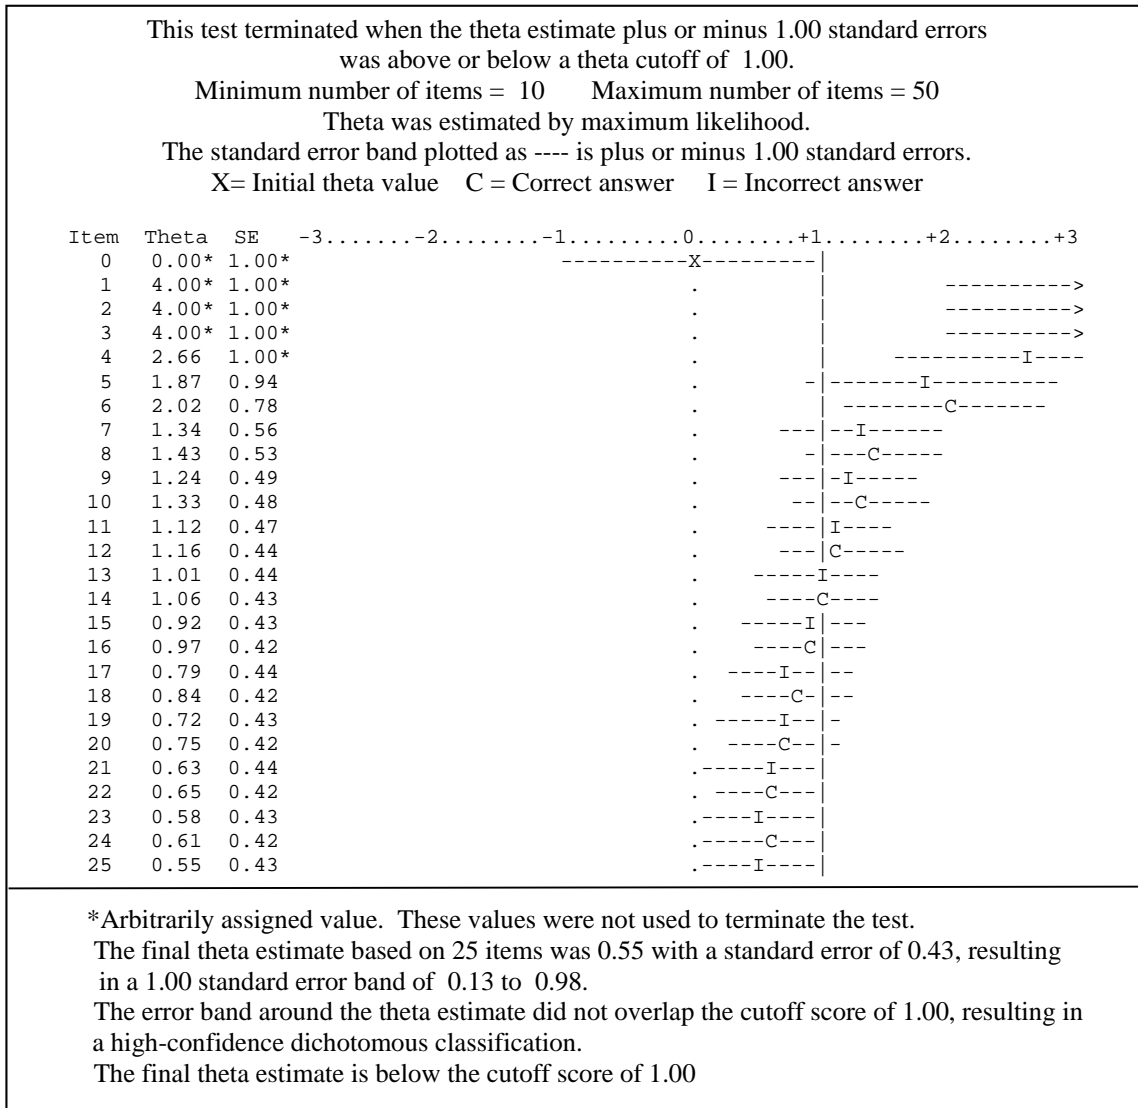 This test terminated when the theta estimate plus or minus 1.00 standard errors
was above or below a theta cutoff of 1.00.
Minimum number of items = 10 Maximum number of items = 50
Theta was estimated by maximum likelihood.
The standard error band plotted as ---- is plus or minus 1.00 standard errors.
X= Initial theta value C = Correct answer I = Incorrect answer
Item Theta SE -3.......-2........-1.........0........+1........+2........+3
0 0.00* 1.00* ----------X---------|
1 4.00* 1.00* . | ---------->
2 4.00* 1.00* . | ---------->
3 4.00* 1.00* . | ---------->
4 2.66 1.00* . | ----------I----
5 1.87 0.94 . -|-------I----------
6 2.02 0.78 . | --------C-------
7 1.34 0.56 . ---|--I------
8 1.43 0.53 . -|---C-----
9 1.24 0.49 . ---|-I-----
10 1.33 0.48 . --|--C-----
11 1.12 0.47 . ----|I----
12 1.16 0.44 . ---|C-----
13 1.01 0.44 . -----I----
14 1.06 0.43 . ----C----
15 0.92 0.43 . -----I|---
16 0.97 0.42 . ----C|---
17 0.79 0.44 . ----I--|--
18 0.84 0.42 . ----C-|--
19 0.72 0.43 . -----I--|-
20 0.75 0.42 . ----C--|-
21 0.63 0.44 .-----I---|
22 0.65 0.42 . ----C---|
23 0.58 0.43 .----I----|
24 0.61 0.42 .-----C---|
25 0.55 0.43 .----I----|
*Arbitrarily assigned value. These values were not used to terminate the test.
The final theta estimate based on 25 items was 0.55 with a standard error of 0.43, resulting
in a 1.00 standard error band of 0.13 to 0.98.
The error band around the theta estimate did not overlap the cutoff score of 1.00, resulting in
a high-confidence dichotomous classification.
The final theta estimate is below the cutoff score of 1.00